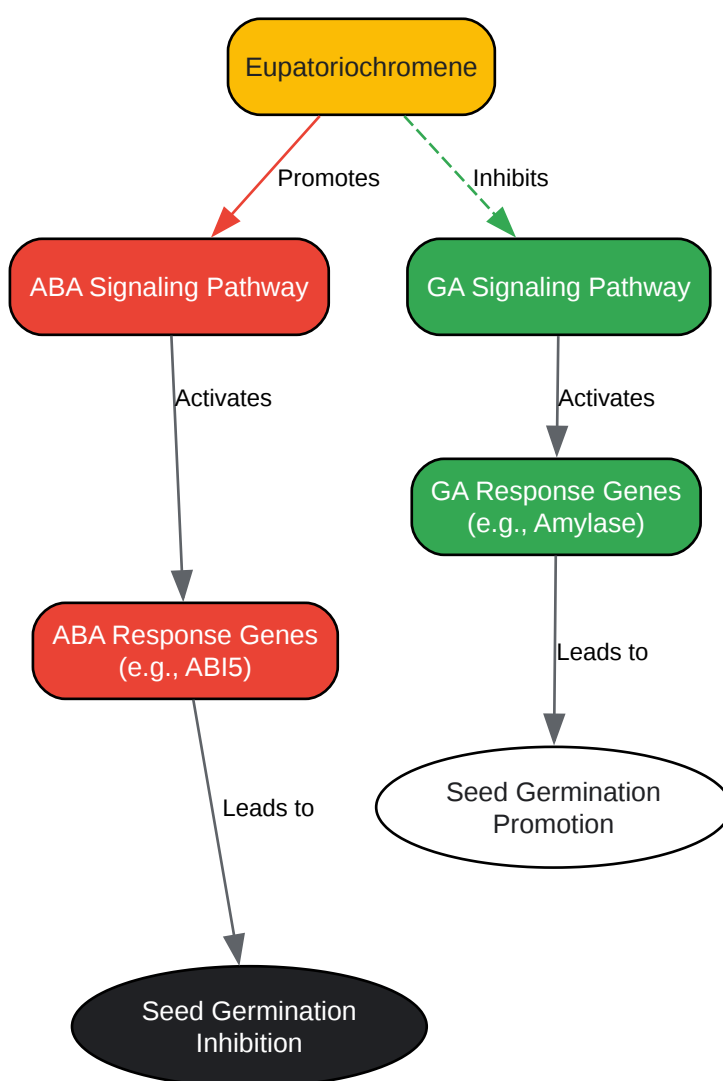 Eupatoriochromene
Promotes
Inhibits
ABA Signaling Pathway
GA Signaling Pathway
Activates
Activates
GA Response Genes
(e.g., Amylase)
ABA Response Genes
(e.g., ABI5)
Leads to
Seed Germination
Promotion
Leads to
Seed Germination
Inhibition